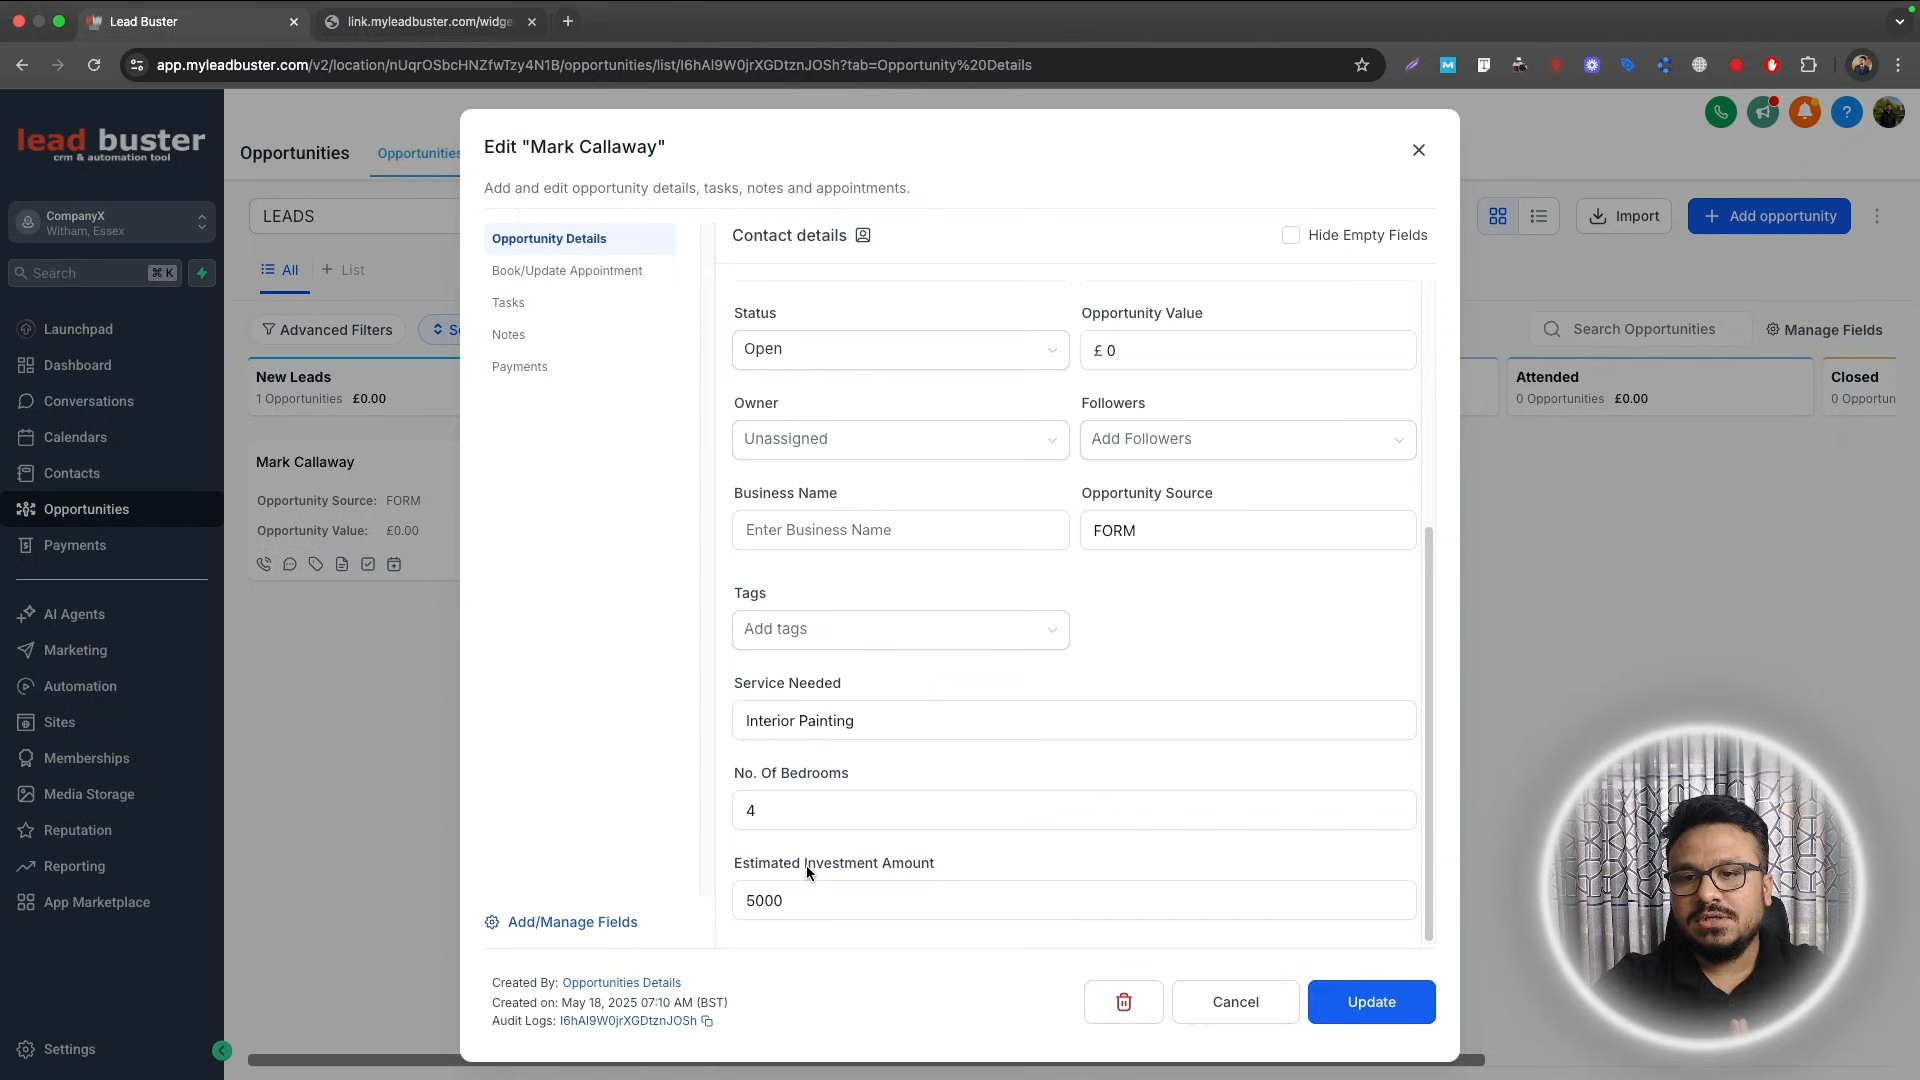 Lead Buster
link.myleadbuster.com/widge
app.myleadbuster.com/v2/location/nUqrOSbcHNZfwTzy4N1B/opportunities/list/I6hAI9W0jrXGDtznJOSh?tab=Opportunity%20Details
lead buster
crm & automation tool
CompanyX
Witham, Essex
Search
⌘ K
Launchpad
Dashboard
Conversations
Calendars
Contacts
Opportunities
Payments
AI Agents
Marketing
Automation
Sites
Memberships
Media Storage
Reputation
Reporting
App Marketplace
Settings
Opportunities
Opportunities
LEADS
Import
+ Add opportunity
All
+ List
Advanced Filters
Search Opportunities
Manage Fields
New Leads
1 Opportunities £0.00
Mark Callaway
Opportunity Source: FORM
Opportunity Value: £0.00
Attended
0 Opportunities £0.00
Closed
0 Opportun
Edit "Mark Callaway"
Add and edit opportunity details, tasks, notes and appointments.
Opportunity Details
Book/Update Appointment
Tasks
Notes
Payments
Add/Manage Fields
Contact details
Hide Empty Fields
Status
Opportunity Value
Open
£ 0
Owner
Followers
Unassigned
Add Followers
Business Name
Opportunity Source
Enter Business Name
FORM
Tags
Add tags
Service Needed
Interior Painting
No. Of Bedrooms
4
Estimated Investment Amount
5000
Created By: Opportunities Details
Created on: May 18, 2025 07:10 AM (BST)
Audit Logs: I6hAI9W0jrXGDtznJOSh
Cancel
Update